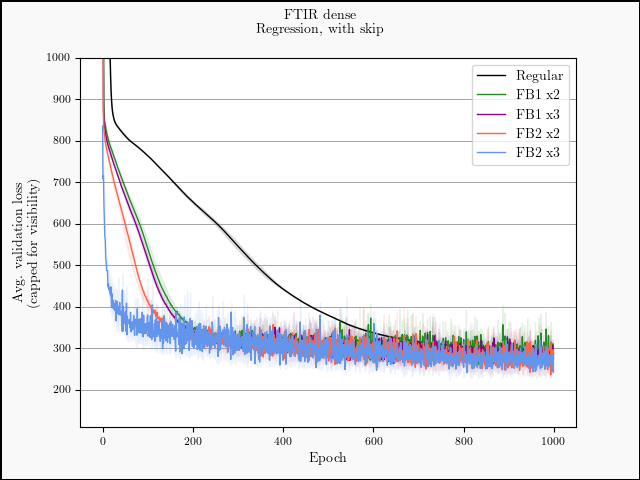 FTIR dense
Regression, with skip
1000
900
800
700
600
500
400
300
200
Avg. validation loss
(capped for visibility)
Regular
FB1 x2
FB1 x3
FB2 x2
FB2 x3
0
200
400
600
800
1000
Epoch